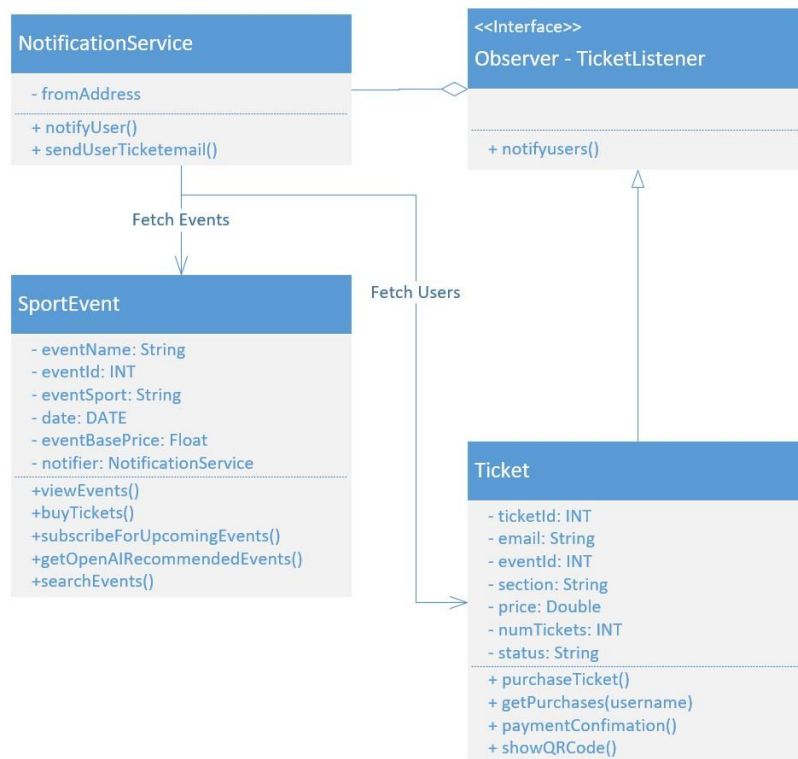 NotificationService
- fromAddress
+ notifyUser()
+ sendUserTicketemail()
<<Interface>>
Observer - TicketListener
+ notifyusers()
Fetch Events
Fetch Users
SportEvent
- eventName: String
- eventId: INT
- eventSport: String
- date: DATE
- eventBasePrice: Float
- notifier: NotificationService
+viewEvents()
+buyTickets()
+subscribeForUpcomingEvents()
+getOpenAIRecommendedEvents()
+searchEvents()
Ticket
- ticketId: INT
- email: String
- eventId: INT
- section: String
- price: Double
- numTickets: INT
- status: String
+ purchaseTicket()
+ getPurchases(username)
+ paymentConfimation()
+ showQRCode()